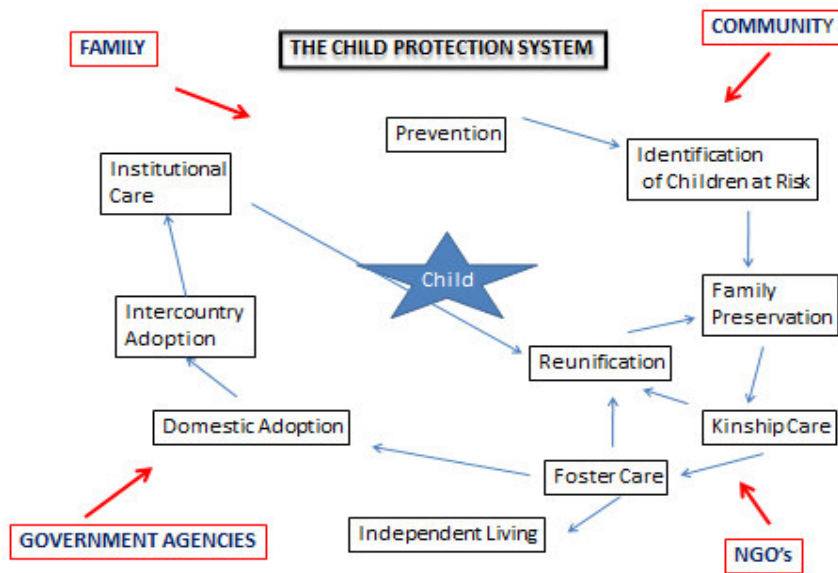 FAMILY
THE CHILD PROTECTION SYSTEM
COMMUNITY
Prevention
Identification
of Children at Risk
Institutional
Care
Child
Family
Preservation
Intercountry
Adoption
Reunification
Domestic Adoption
Kinship Care
Foster Care
Independent Living
GOVERNMENT AGENCIES
NGO's